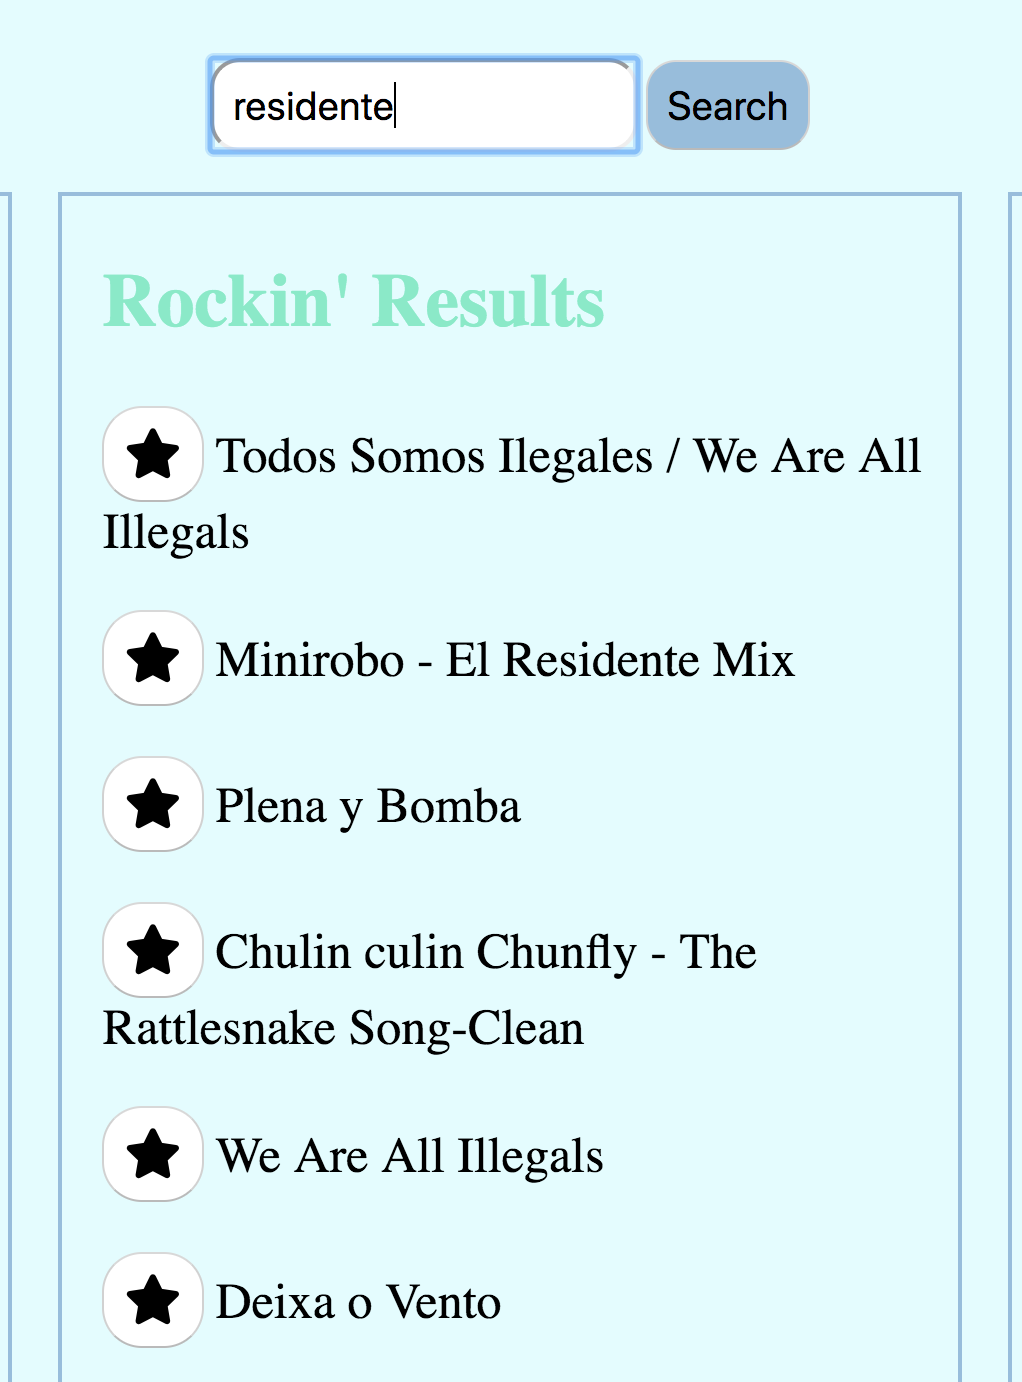 residente
Search
Rockin' Results
Todos Somos Ilegales / We Are All
Illegals
Minirobo - El Residente Mix
Plena y Bomba
Chulin culin Chunfly - The
Rattlesnake Song-Clean
We Are All Illegals
Deixa o Vento